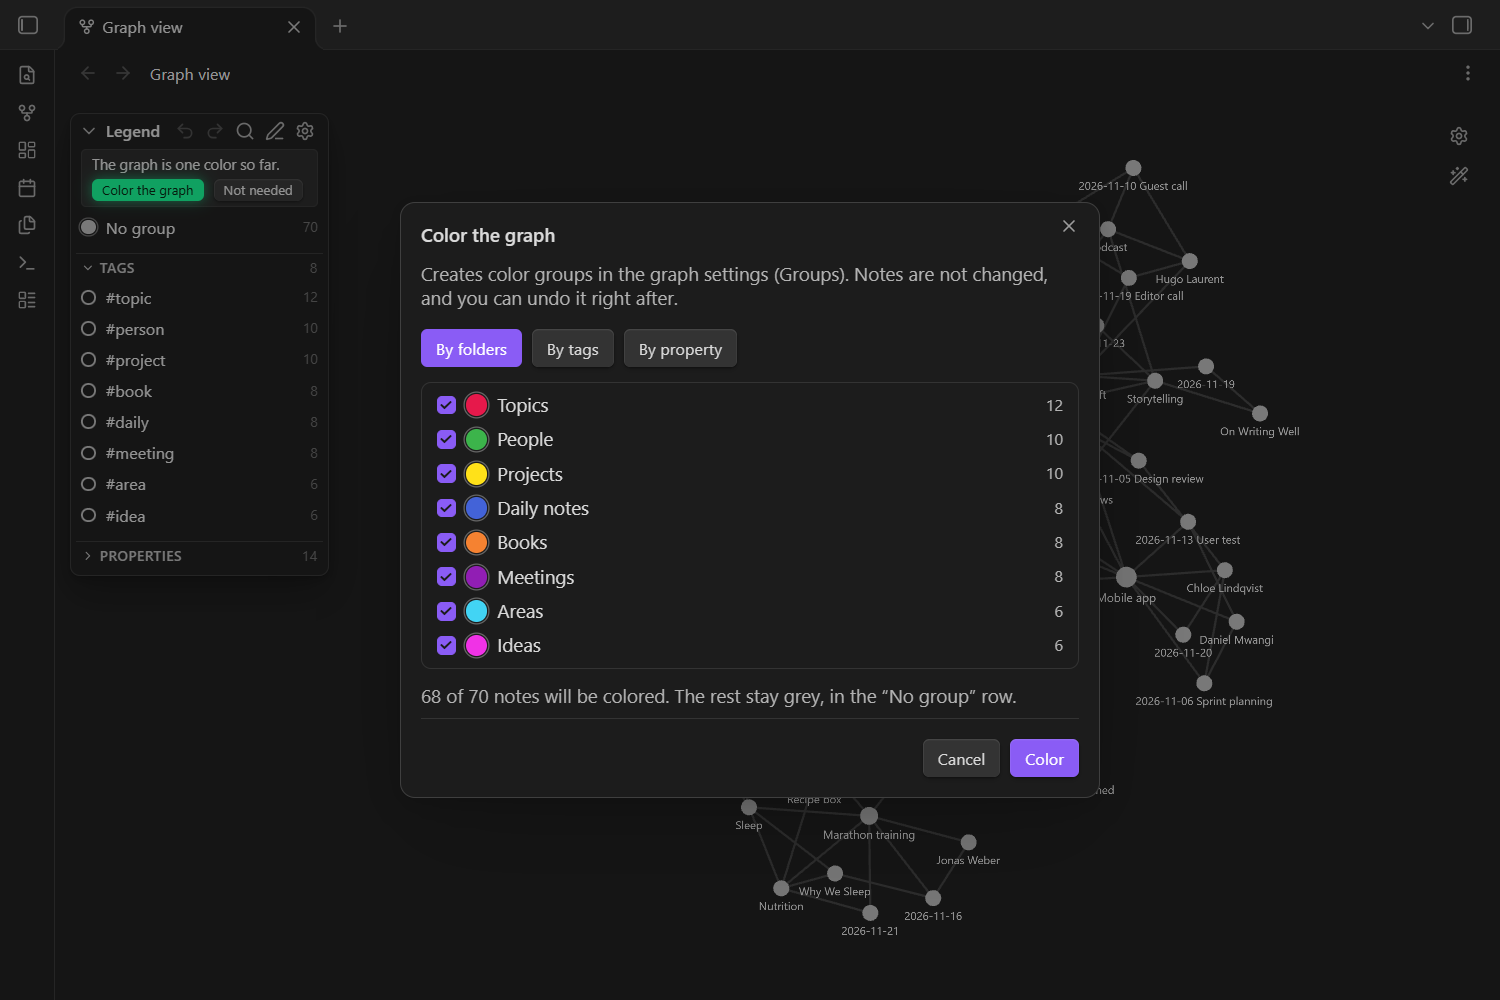 Graph view
Graph view
Legend
The graph is one color so far.
Color the graph
Not needed
No group 70
TAGS 8
#topic 12
#person 10
#project 10
#book 8
#daily 8
#meeting 8
#area 6
#idea 6
PROPERTIES 14
Color the graph
Creates color groups in the graph settings (Groups). Notes are not changed,
and you can undo it right after.
By folders
By tags
By property
Topics 12
People 10
Projects 10
Daily notes 8
Books 8
Meetings 8
Areas 6
Ideas 6
68 of 70 notes will be colored. The rest stay grey, in the “No group” row.
Cancel
Color
2026-11-10 Guest call
dcast
Hugo Laurent
-11-19 Editor call
11-23
2026-11-19
ft
Storytelling
On Writing Well
-11-05 Design review
ws
2026-11-13 User test
Chloe Lindqvist
Mobile app
Daniel Mwangi
2026-11-20
2026-11-06 Sprint planning
ned
Recipe box
Sleep
Marathon training
Jonas Weber
Why We Sleep
Nutrition
2026-11-16
2026-11-21